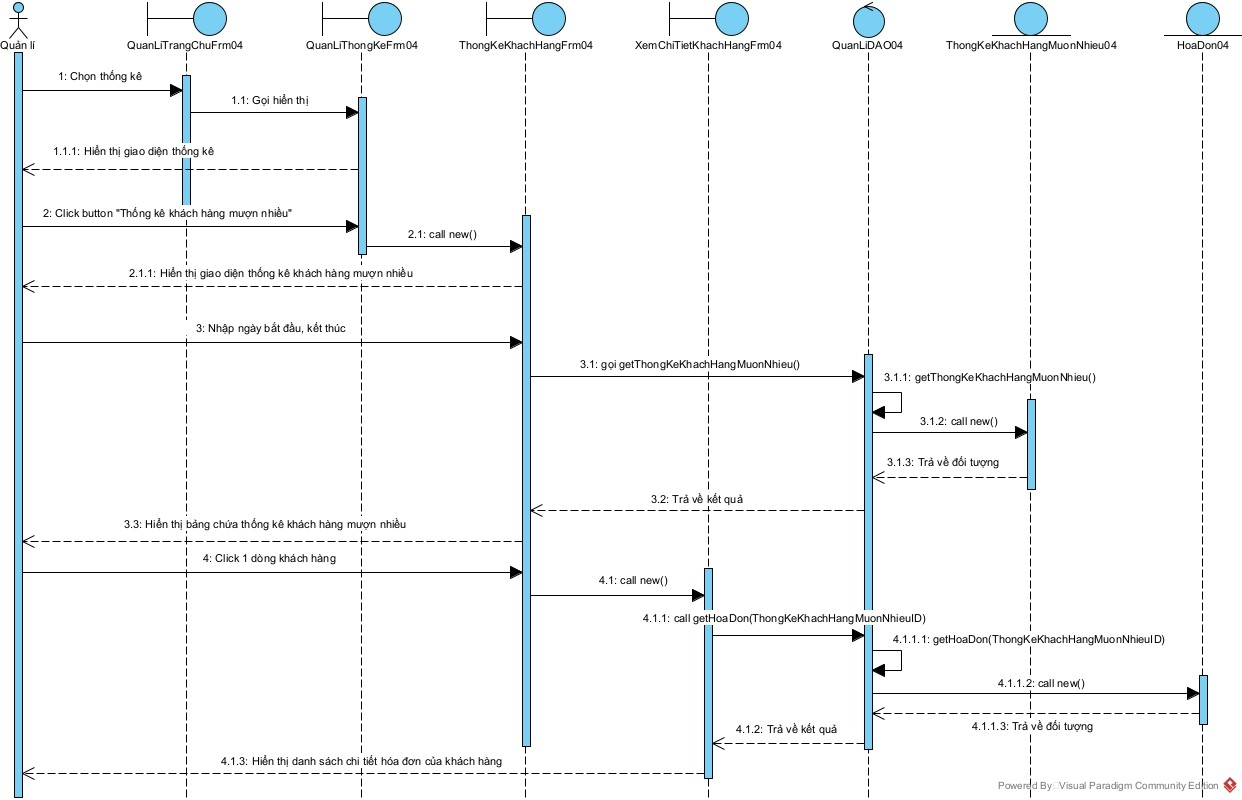 Quản lí
QuanLiTrangChuFrm04
QuanLiThongKeFrm04
ThongKeKhachHangFrm04
XemChiTietKhachHangFrm04
QuanLiDAO04
ThongKeKhachHangMuonNhieu04
HoaDon04
1: Chọn thống kê
1.1: Gọi hiển thị
1.1.1: Hiển thị giao diện thống kê
2: Click button "Thống kê khách hàng mượn nhiều"
2.1: call new()
2.1.1: Hiển thị giao diện thống kê khách hàng mượn nhiều
3: Nhập ngày bắt đầu, kết thúc
3.1: gọi getThongKeKhachHangMuonNhieu()
3.1.1: getThongKeKhachHangMuonNhieu()
3.1.2: call new()
3.1.3: Trả về đối tượng
3.2: Trả về kết quả
3.3: Hiển thị bảng chứa thống kê khách hàng mượn nhiều
4: Click 1 dòng khách hàng
4.1: call new()
4.1.1: call getHoaDon(ThongKeKhachHangMuonNhieuID)
4.1.1.1: getHoaDon(ThongKeKhachHangMuonNhieuID)
4.1.1.2: call new()
4.1.1.3: Trả về đối tượng
4.1.2: Trả về kết quả
4.1.3: Hiển thị danh sách chi tiết hóa đơn của khách hàng
Powered By Visual Paradigm Community Edition